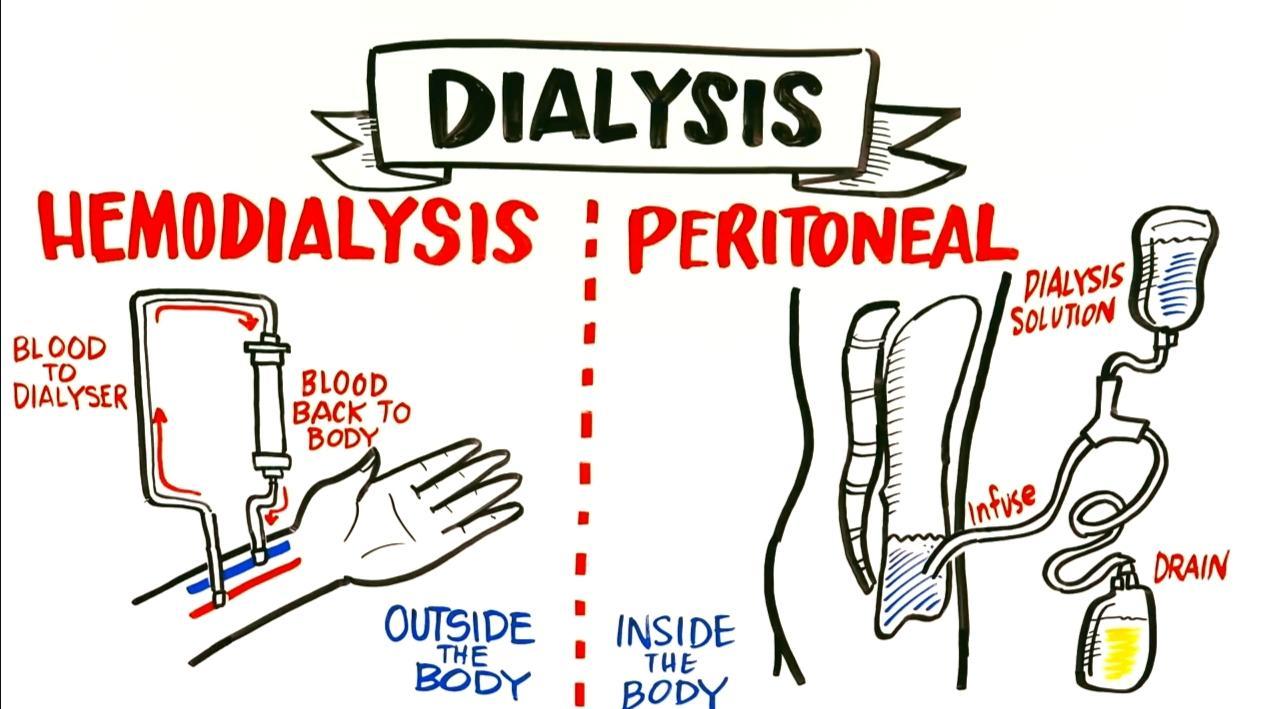 DIALYSIS
HEMODIALYSIS
BLOOD
TO
DIALYSER
BLOOD
BACK TO
BODY
OUTSIDE
THE
BODY
PERITONEAL
DIALYSIS
SOLUTION
Infuse
DRAIN
INSIDE
THE
BODY